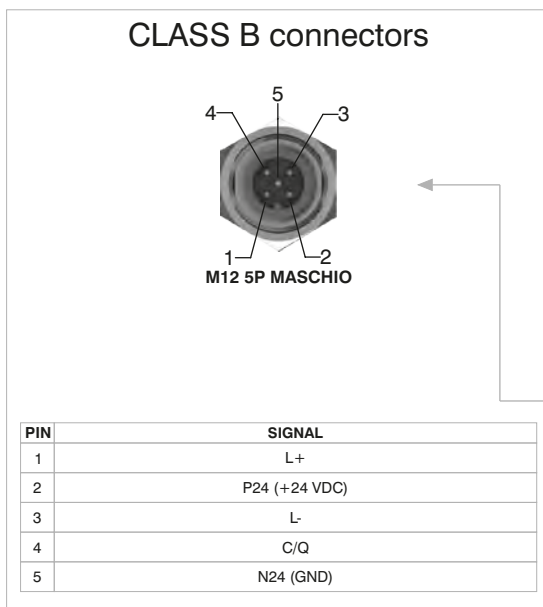 CLASS B connectors
5
4 3
1 2
M12 5P MASCHIO
PIN SIGNAL
1 L+
2 P24 (+24 VDC)
3 L-
4 C/Q
5 N24 (GND)